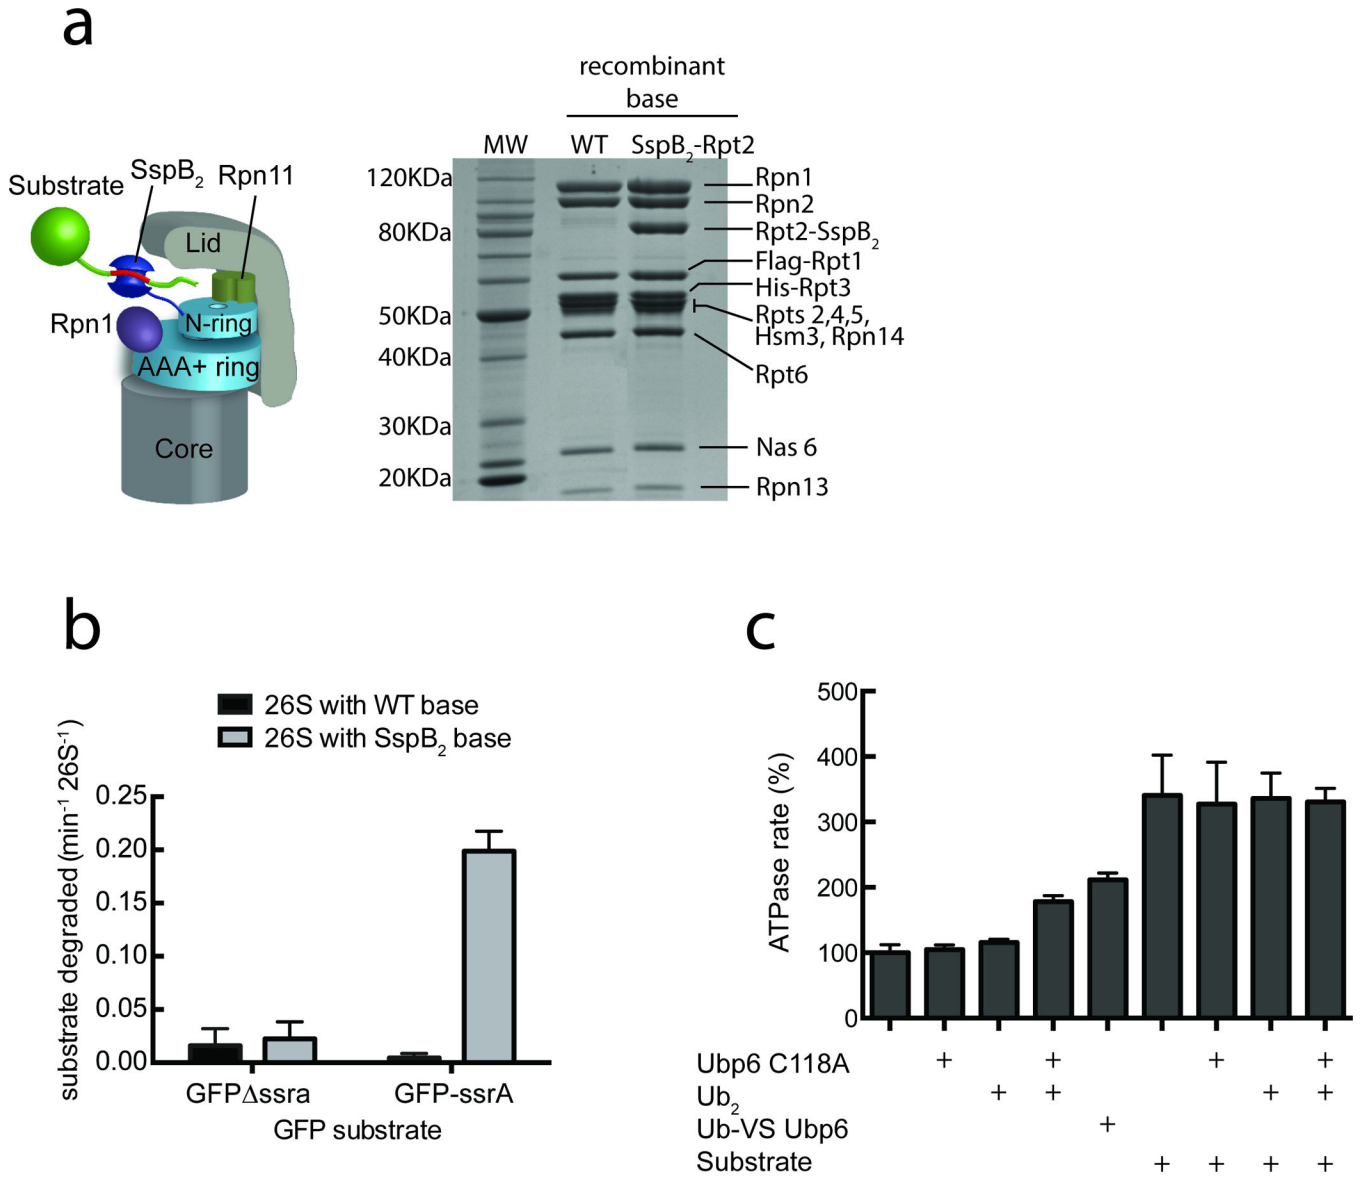 a
recombinant
base
MW WT SspB2-Rpt2
Substrate SspB2 Rpn11
Lid
Rpn1
N-ring
AAA+ ring
Core
120KDa
80KDa
50KDa
40KDa
30KDa
20KDa
Rpn1
Rpn2
Rpt2-SspB2
Flag-Rpt1
His-Rpt3
Rpts 2,4,5,
Hsm3, Rpn14
Rpt6
Nas 6
Rpn13
b
26S with WT base
26S with SspB2 base
substrate degraded (min-1 26S-1)
0.25
0.20
0.15
0.10
0.05
0.00
GFPΔssra GFP-ssrA
GFP substrate
c
ATPase rate (%)
500
400
300
200
100
0
Ubp6 C118A + + + +
Ub2 + + + +
Ub-VS Ubp6 +
Substrate + + + +